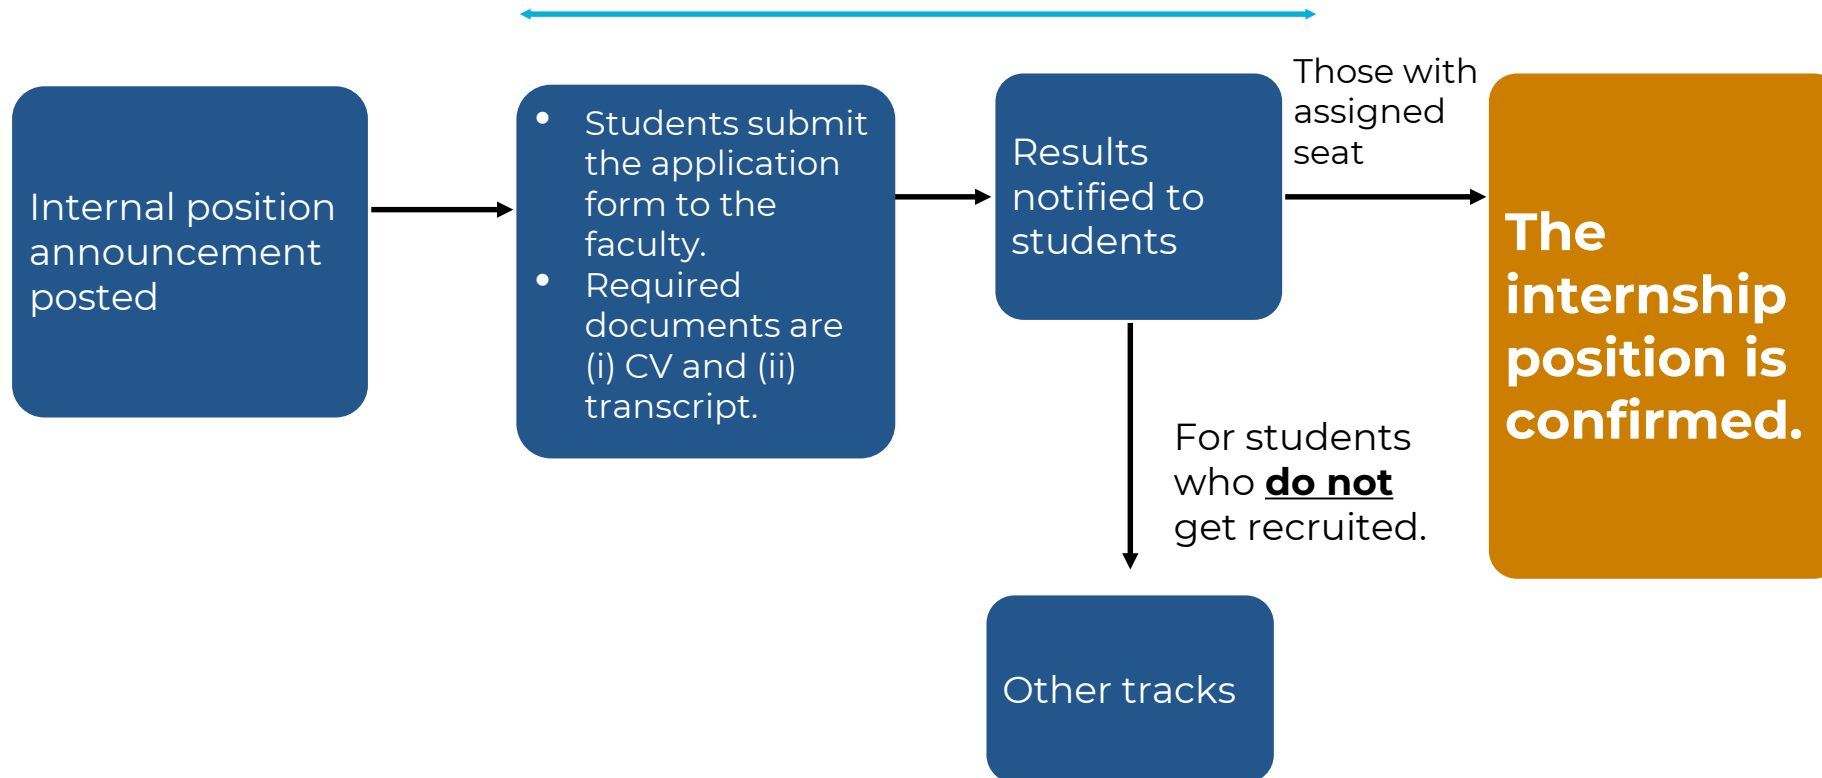 Internal position
announcement
posted
• Students submit
the application
form to the
faculty.
• Required
documents are
(i) CV and (ii)
transcript.
Results
notified to
students
Those with
assigned
seat
The
internship
position is
confirmed.
For students
who do not
get recruited.
Other tracks